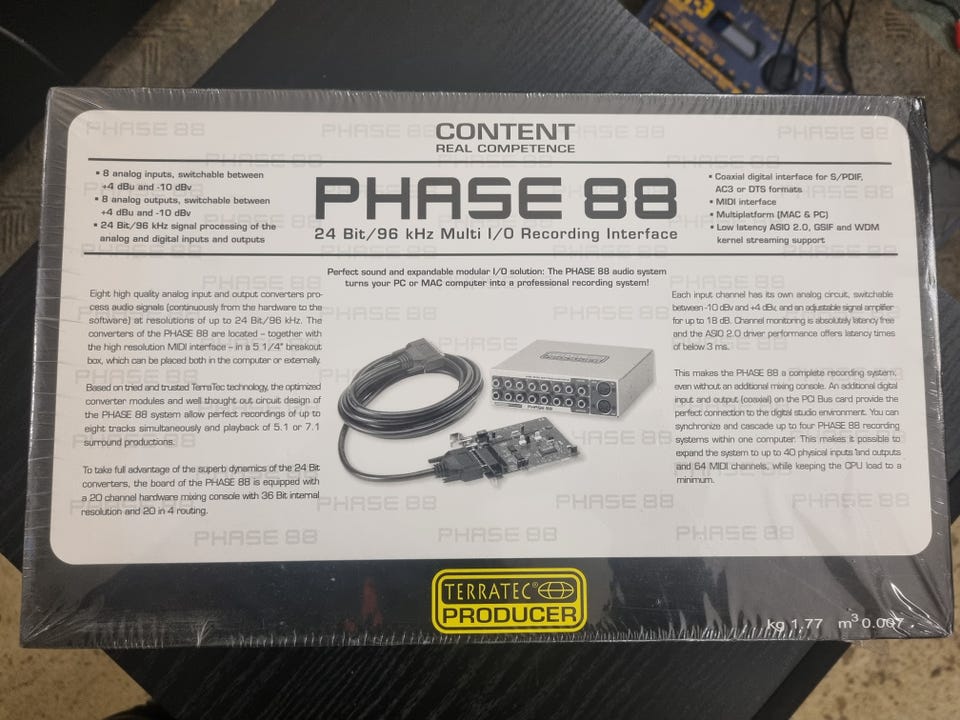 CONTENT
REAL COMPETENCE
• 8 analog inputs, switchable between
+4 dBu and -10 dBv
• 8 analog outputs, switchable between
+4 dBu and -10 dBv
• 24 Bit/96 kHz signal processing of the
analog and digital inputs and outputs
PHASE 88
24 Bit/96 kHz Multi I/O Recording Interface
• Coaxial digital interface for S/PDIF,
AC3 or DTS formats
• MIDI interface
• Multiplatform (MAC & PC)
• Low latency ASIO 2.0, GSIF and WDM
kernel streaming support
Perfect sound and expandable modular I/O solution: The PHASE 88 audio system
turns your PC or MAC computer into a professional recording system!
Eight high quality analog input and output converters pro-
cess audio signals (continuously from the hardware to the
software) at resolutions of up to 24 Bit/96 kHz. The
converters of the PHASE 88 are located – together with
the high resolution MIDI interface – in a 5 1/4" breakout
box, which can be placed both in the computer or externally.
Based on tried and trusted TerraTec technology, the optimized
converter modules and well thought out circuit design of
the PHASE 88 system allow perfect recordings of up to
eight tracks simultaneously and playback of 5.1 or 7.1
surround productions.
To take full advantage of the superb dynamics of the 24 Bit
converters, the board of the PHASE 88 is equipped with
a 20 channel hardware mixing console with 36 Bit internal
resolution and 20 in 4 routing.
PHASE 88
Each input channel has its own analog circuit, switchable
between -10 dBv and +4 dBv, and an adjustable signal amplifier
for up to 18 dB. Channel monitoring is absolutely latency free
and the ASIO 2.0 driver performance offers latency times
of below 3 ms.
This makes the PHASE 88 a complete recording system,
even without an additional mixing console. An additional digital
input and output (coaxial) on the PCI Bus card provide the
perfect connection to the digital studio environment. You can
synchronize and cascade up to four PHASE 88 recording
systems within one computer. This makes it possible to
expand the system to up to 40 physical inputs and outputs
and 64 MIDI channels, while keeping the CPU load to a
minimum.
TERRATEC®
PRODUCER
kg 1.77 m³ 0.007